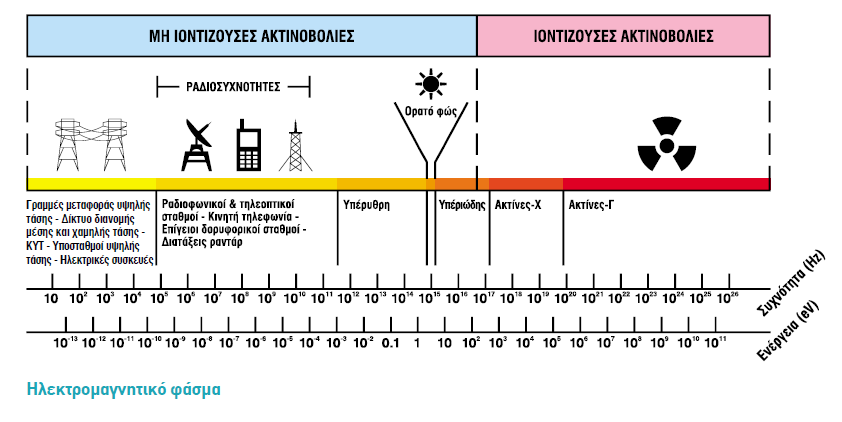 ΜΗ ΙΟΝΤΙΖΟΥΣΕΣ ΑΚΤΙΝΟΒΟΛΙΕΣ
ΙΟΝΤΙΖΟΥΣΕΣ ΑΚΤΙΝΟΒΟΛΙΕΣ
ΡΑΔΙΟΣΥΧΝΟΤΗΤΕΣ
Ορατό φώς
Γραμμές μεταφοράς υψηλής
τάσης - Δίκτυο διανομής
μέσης και χαμηλής τάσης -
ΚΥΤ - Υποσταθμοί υψηλής
τάσης - Ηλεκτρικές συσκευές
Ραδιοφωνικοί & τηλεοπτικοί
σταθμοί - Κινητή τηλεφωνία -
Επίγειοι δορυφορικοί σταθμοί -
Διατάξεις ραντάρ
Υπέρυθρη
Υπέριώδης
Ακτίνες-Χ
Ακτίνες-Γ
10 10² 10³ 10⁴ 10⁵ 10⁶ 10⁷ 10⁸ 10⁹ 10¹⁰ 10¹¹ 10¹² 10¹³ 10¹⁴ 10¹⁵ 10¹⁶ 10¹⁷ 10¹⁸ 10¹⁹ 10²⁰ 10²¹ 10²² 10²³ 10²⁴ 10²⁵ 10²⁶
Συχνότητα (Hz)
10⁻¹³ 10⁻¹² 10⁻¹¹ 10⁻¹⁰ 10⁻⁹ 10⁻⁸ 10⁻⁷ 10⁻⁶ 10⁻⁵ 10⁻⁴ 10⁻³ 10⁻² 0.1 1 10 10² 10³ 10⁴ 10⁵ 10⁶ 10⁷ 10⁸ 10⁹ 10¹⁰ 10¹¹
Ενέργεια (eV)
Ηλεκτρομαγνητικό φάσμα